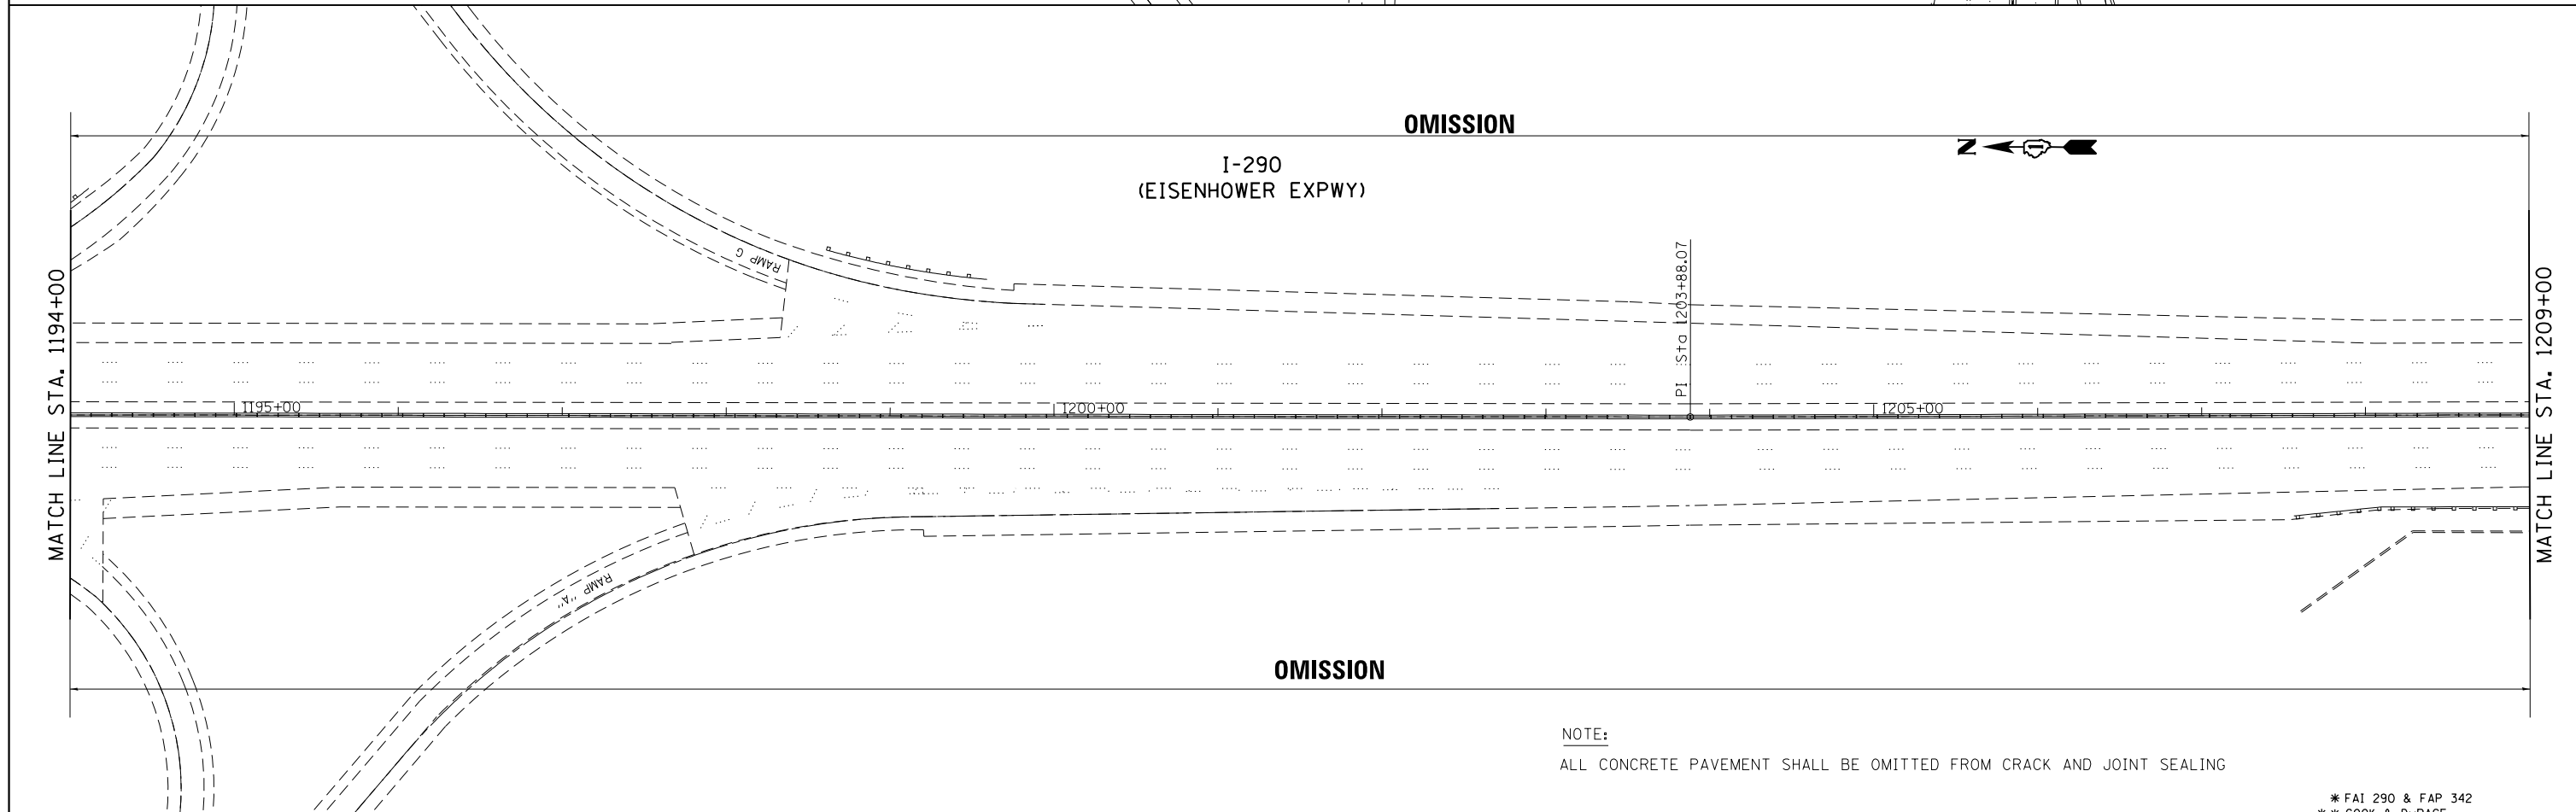 OMISSION
N
I-290
(EISENHOWER EXPWY)
RAMP G
PI Sta 1203+88.07
MATCH LINE STA. 1194+00
MATCH LINE STA. 1209+00
1195+00
1200+00
1205+00
RAMP "A"
OMISSION
NOTE:
ALL CONCRETE PAVEMENT SHALL BE OMITTED FROM CRACK AND JOINT SEALING
* FAI 290 & FAP 342
* * COOK & DuPAGE